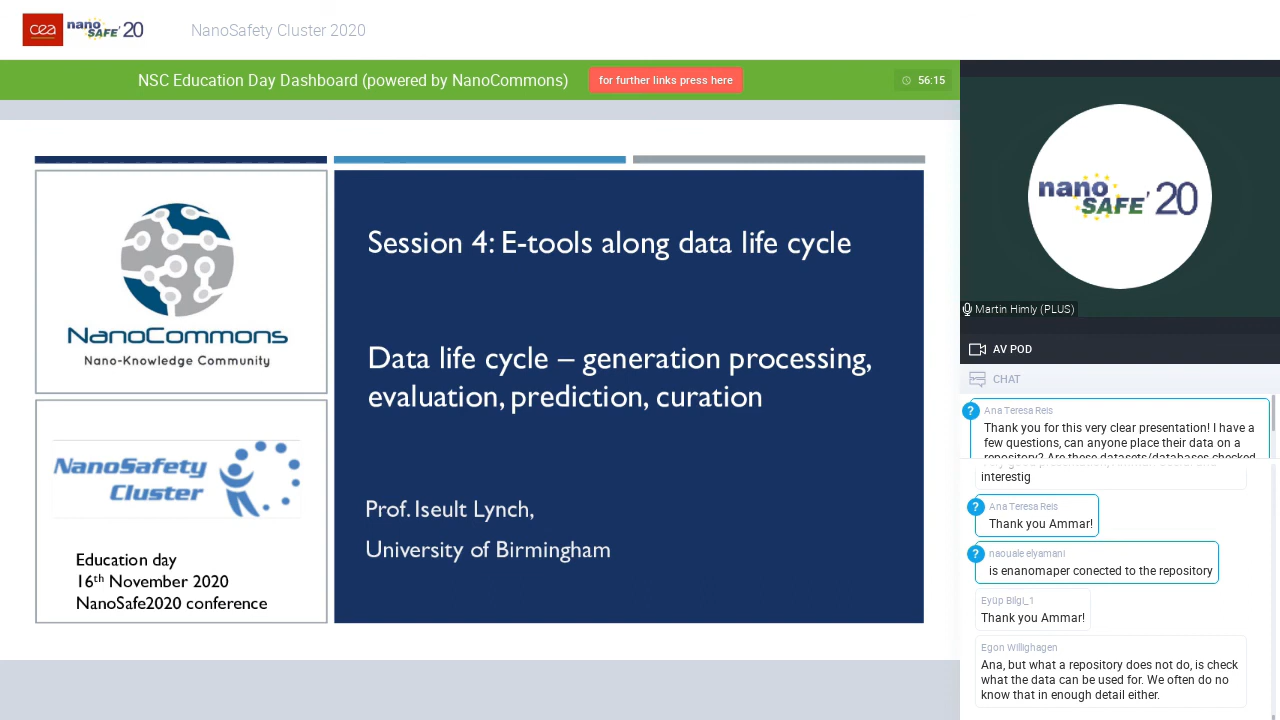 cea nano SAFE' 20
NanoSafety Cluster 2020
NSC Education Day Dashboard (powered by NanoCommons)
for further links press here
56:15
NanoCommons
Nano-Knowledge Community
NanoSafety
Cluster
Education day
16th November 2020
NanoSafe2020 conference
Session 4: E-tools along data life cycle
Data life cycle – generation processing,
evaluation, prediction, curation
Prof. Iseult Lynch,
University of Birmingham
nano
SAFE' 20
Martin Himly (PLUS)
AV POD
CHAT
?
Ana Teresa Reis
Thank you for this very clear presentation! I have a
few questions, can anyone place their data on a
repository? Are these datasets/databases checked
interestig
?
Ana Teresa Reis
Thank you Ammar!
?
naouale elyamani
is enanomaper conected to the repository
Eyüp Bilgi_1
Thank you Ammar!
Egon Willighagen
Ana, but what a repository does not do, is check
what the data can be used for. We often do no
know that in enough detail either.